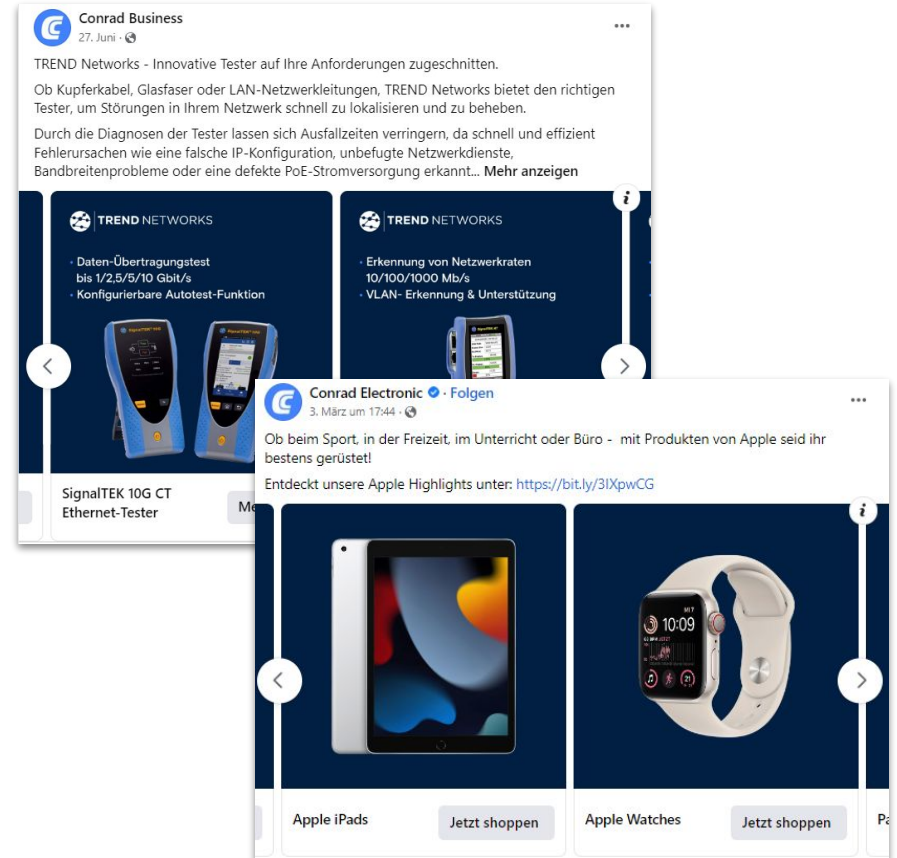 Conrad Business
27. Juni
TREND Networks - Innovative Tester auf Ihre Anforderungen zugeschnitten.
Ob Kupferkabel, Glasfaser oder LAN-Netzwerkleitungen, TREND Networks bietet den richtigen
Tester, um Störungen in Ihrem Netzwerk schnell zu lokalisieren und zu beheben.
Durch die Diagnosen der Tester lassen sich Ausfallzeiten verringern, da schnell und effizient
Fehlerursachen wie eine falsche IP-Konfiguration, unbefugte Netzwerkdienste,
Bandbreitenprobleme oder eine defekte PoE-Stromversorgung erkannt... Mehr anzeigen
TREND NETWORKS
· Daten-Übertragungstest
bis 1/2,5/5/10 Gbit/s
· Konfigurierbare Autotest-Funktion
TREND NETWORKS
· Erkennung von Netzwerkraten
10/100/1000 Mb/s
· VLAN- Erkennung & Unterstützung
SignalTEK 10G CT
Ethernet-Tester
Conrad Electronic · Folgen
3. März um 17:44
Ob beim Sport, in der Freizeit, im Unterricht oder Büro - mit Produkten von Apple seid ihr
bestens gerüstet!
Entdeckt unsere Apple Highlights unter: https://bit.ly/3IXpwCG
10:09
Apple iPads
Jetzt shoppen
Apple Watches
Jetzt shoppen